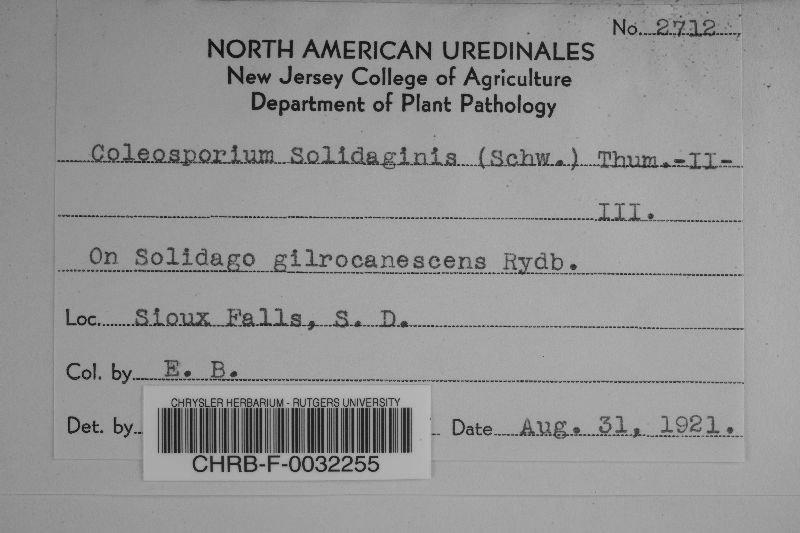 No. 2712
NORTH AMERICAN UREDINALES
New Jersey College of Agriculture
Department of Plant Pathology
Coleosporium Solidaginis (Schw.) Thum.-II-
III.
On Solidago gilrocanescens Rydb.
Loc. Sioux Falls, S. D.
Col. by E. B.
Det. by
Date Aug. 31, 1921.
CHRYSLER HERBARIUM - RUTGERS UNIVERSITY
CHRB-F-0032255